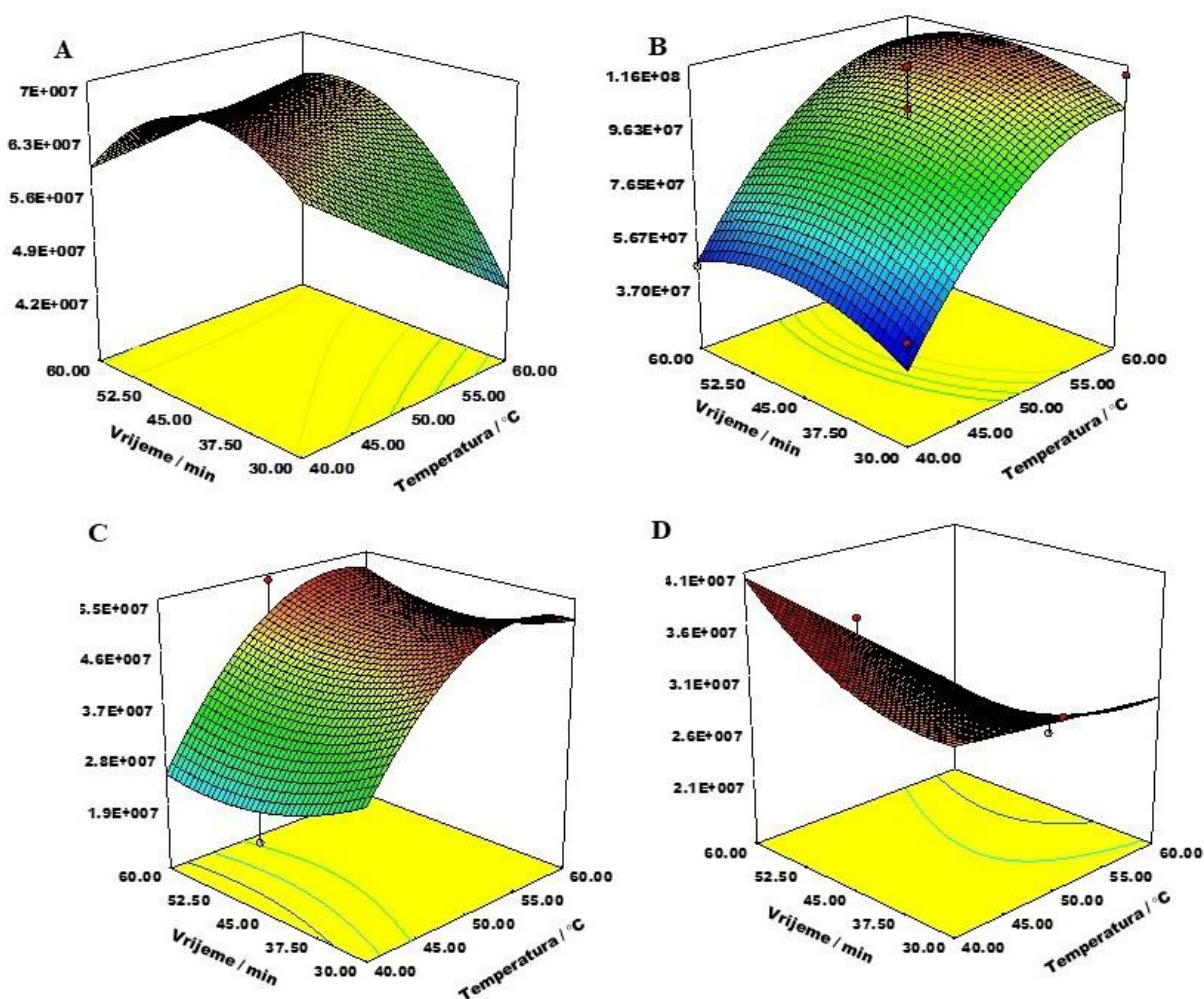 A
7E+007
6.3E+007
5.6E+007
4.9E+007
4.2E+007
60.00
52.50
45.00
37.50
30.00
Vrijeme / min
40.00
45.00
50.00
55.00
60.00
Temperatura / °C
B
1.16E+08
9.63E+07
7.65E+07
5.67E+07
3.70E+07
60.00
52.50
45.00
37.50
30.00
Vrijeme / min
40.00
45.00
50.00
55.00
60.00
Temperatura / °C
C
5.5E+007
4.6E+007
3.7E+007
2.8E+007
1.9E+007
60.00
52.50
45.00
37.50
30.00
Vrijeme / min
40.00
45.00
50.00
55.00
60.00
Temperatura / °C
D
4.1E+007
3.6E+007
3.1E+007
2.6E+007
2.1E+007
60.00
52.50
45.00
37.50
30.00
Vrijeme / min
40.00
45.00
50.00
55.00
60.00
Temperatura / °C